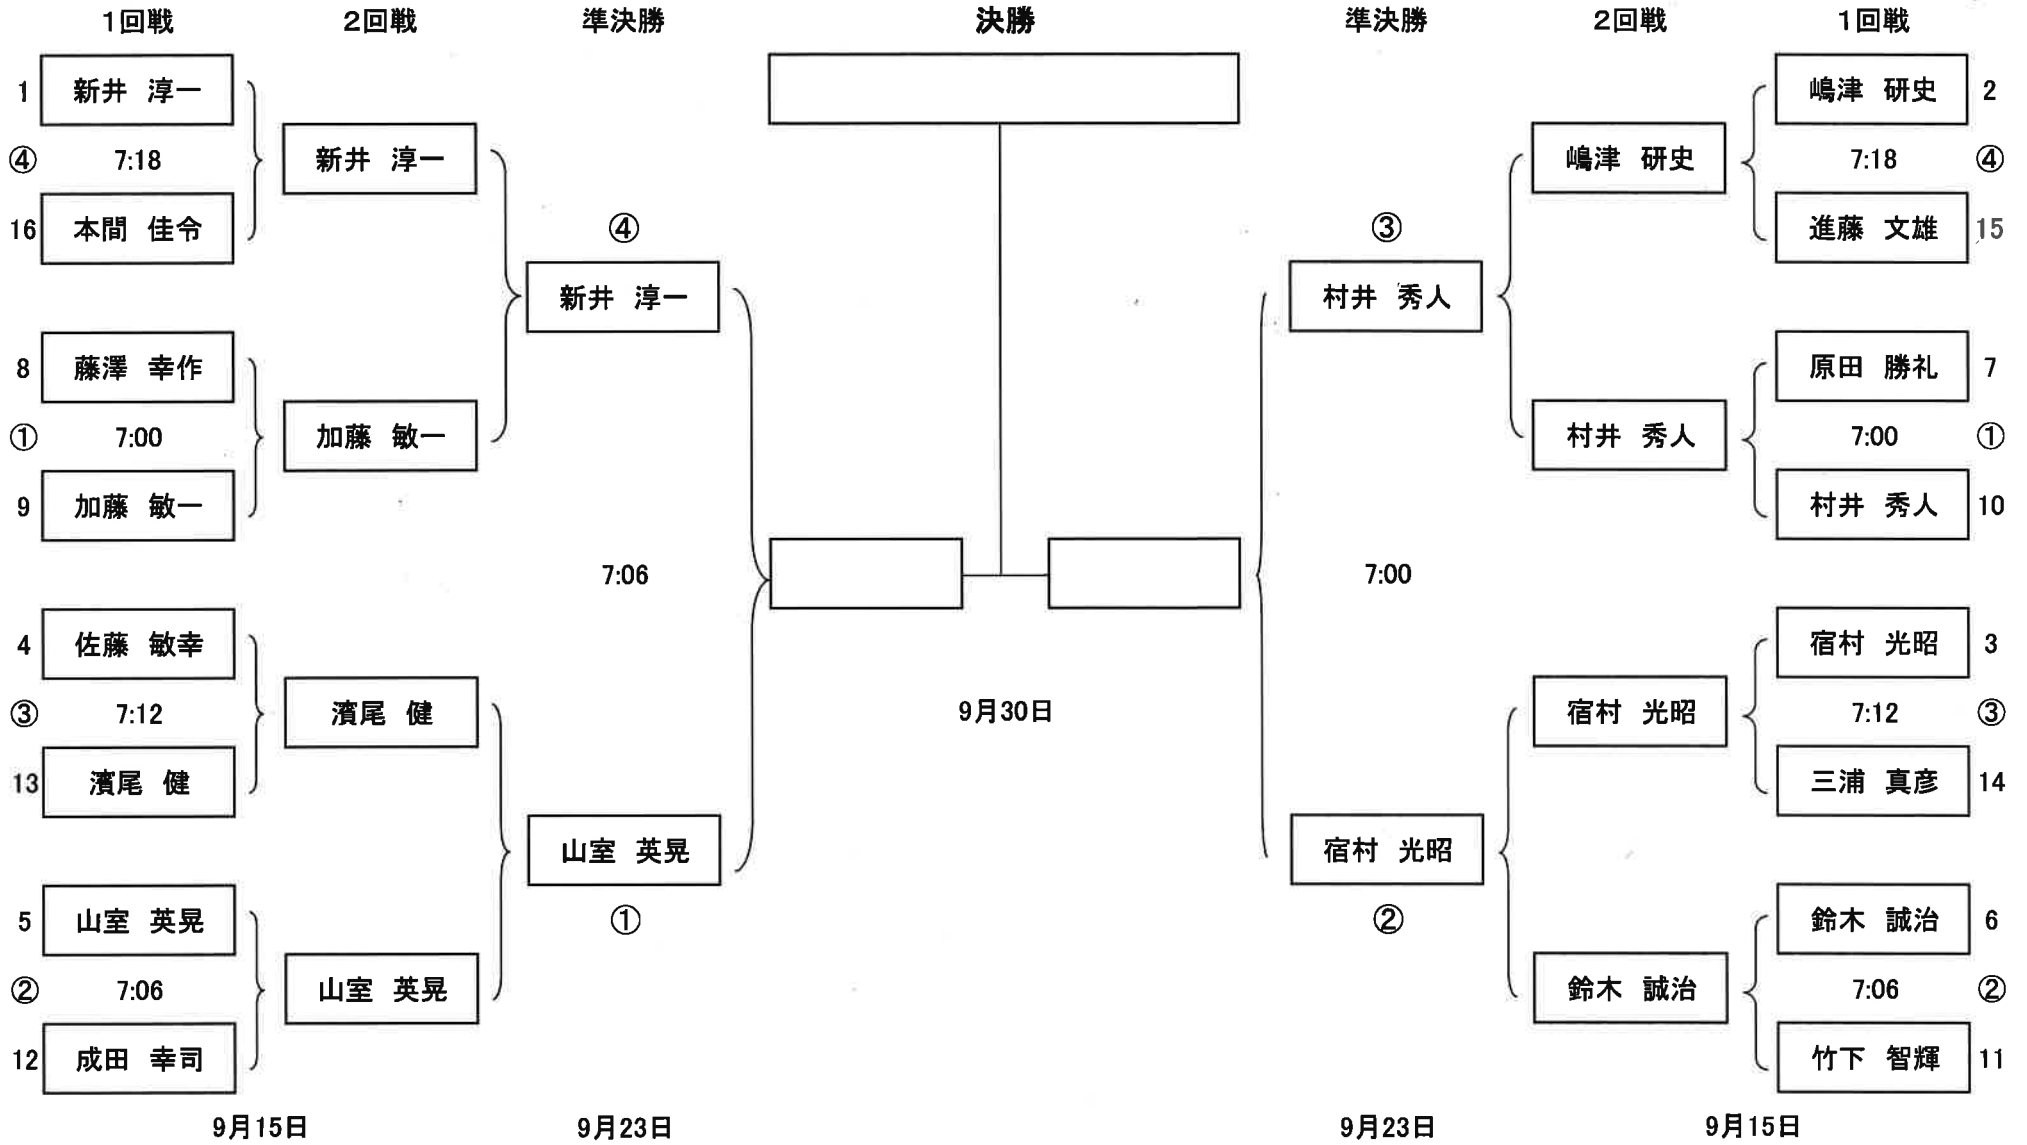 1回戦 2回戦 準決勝 決勝 準決勝 2回戦 1回戦
1 新井 淳一 嶋津 研史 2
④ 7:18 新井 淳一 嶋津 研史 7:18 ④
16 本間 佳令 ④ ③ 進藤 文雄 15
新井 淳一 村井 秀人
8 藤澤 幸作 原田 勝礼 7
① 7:00 加藤 敏一 村井 秀人 7:00 ①
9 加藤 敏一 村井 秀人 10
7:06 7:00
4 佐藤 敏幸 宿村 光昭 3
③ 7:12 濱尾 健 9月30日 宿村 光昭 7:12 ③
13 濱尾 健 三浦 真彦 14
山室 英晃 宿村 光昭
5 山室 英晃 ① ② 鈴木 誠治 6
② 7:06 山室 英晃 鈴木 誠治 7:06 ②
12 成田 幸司 竹下 智輝 11
9月15日 9月23日 9月23日 9月15日